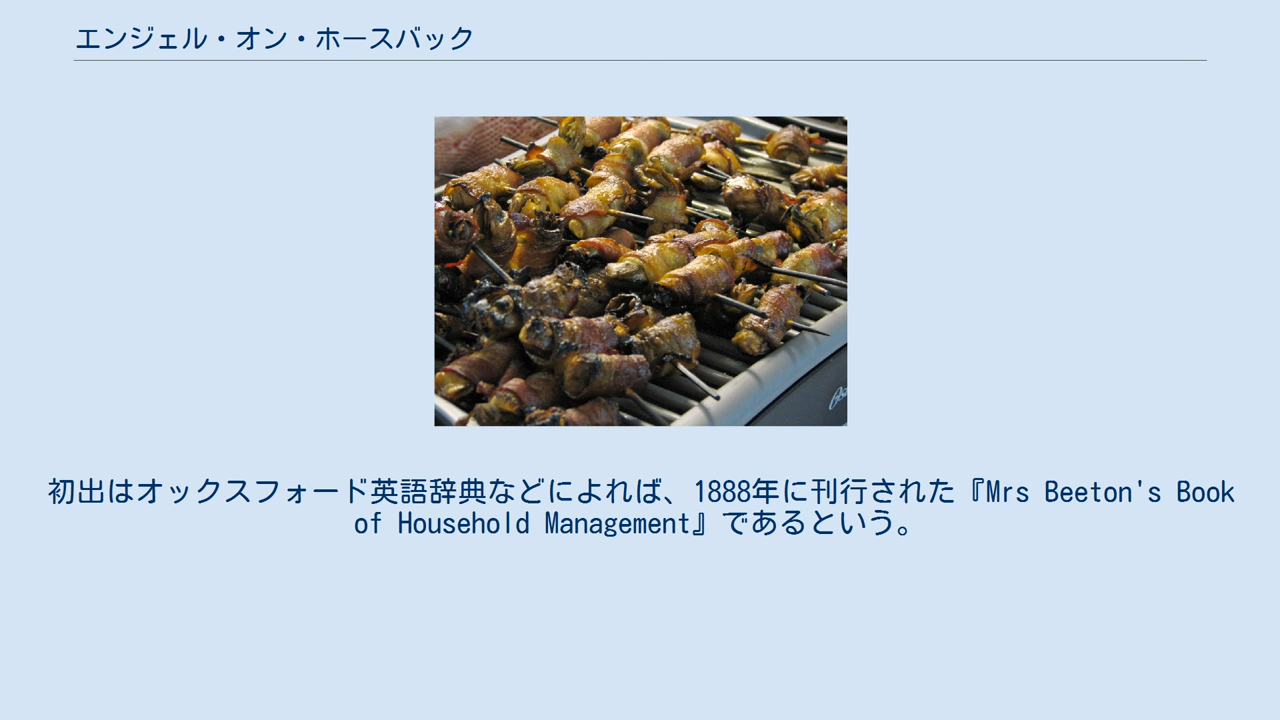 エンジェル・オン・ホースバック
初出はオックスフォード英語辞典などによれば、1888年に刊行された『Mrs Beeton's Book
of Household Management』であるという。